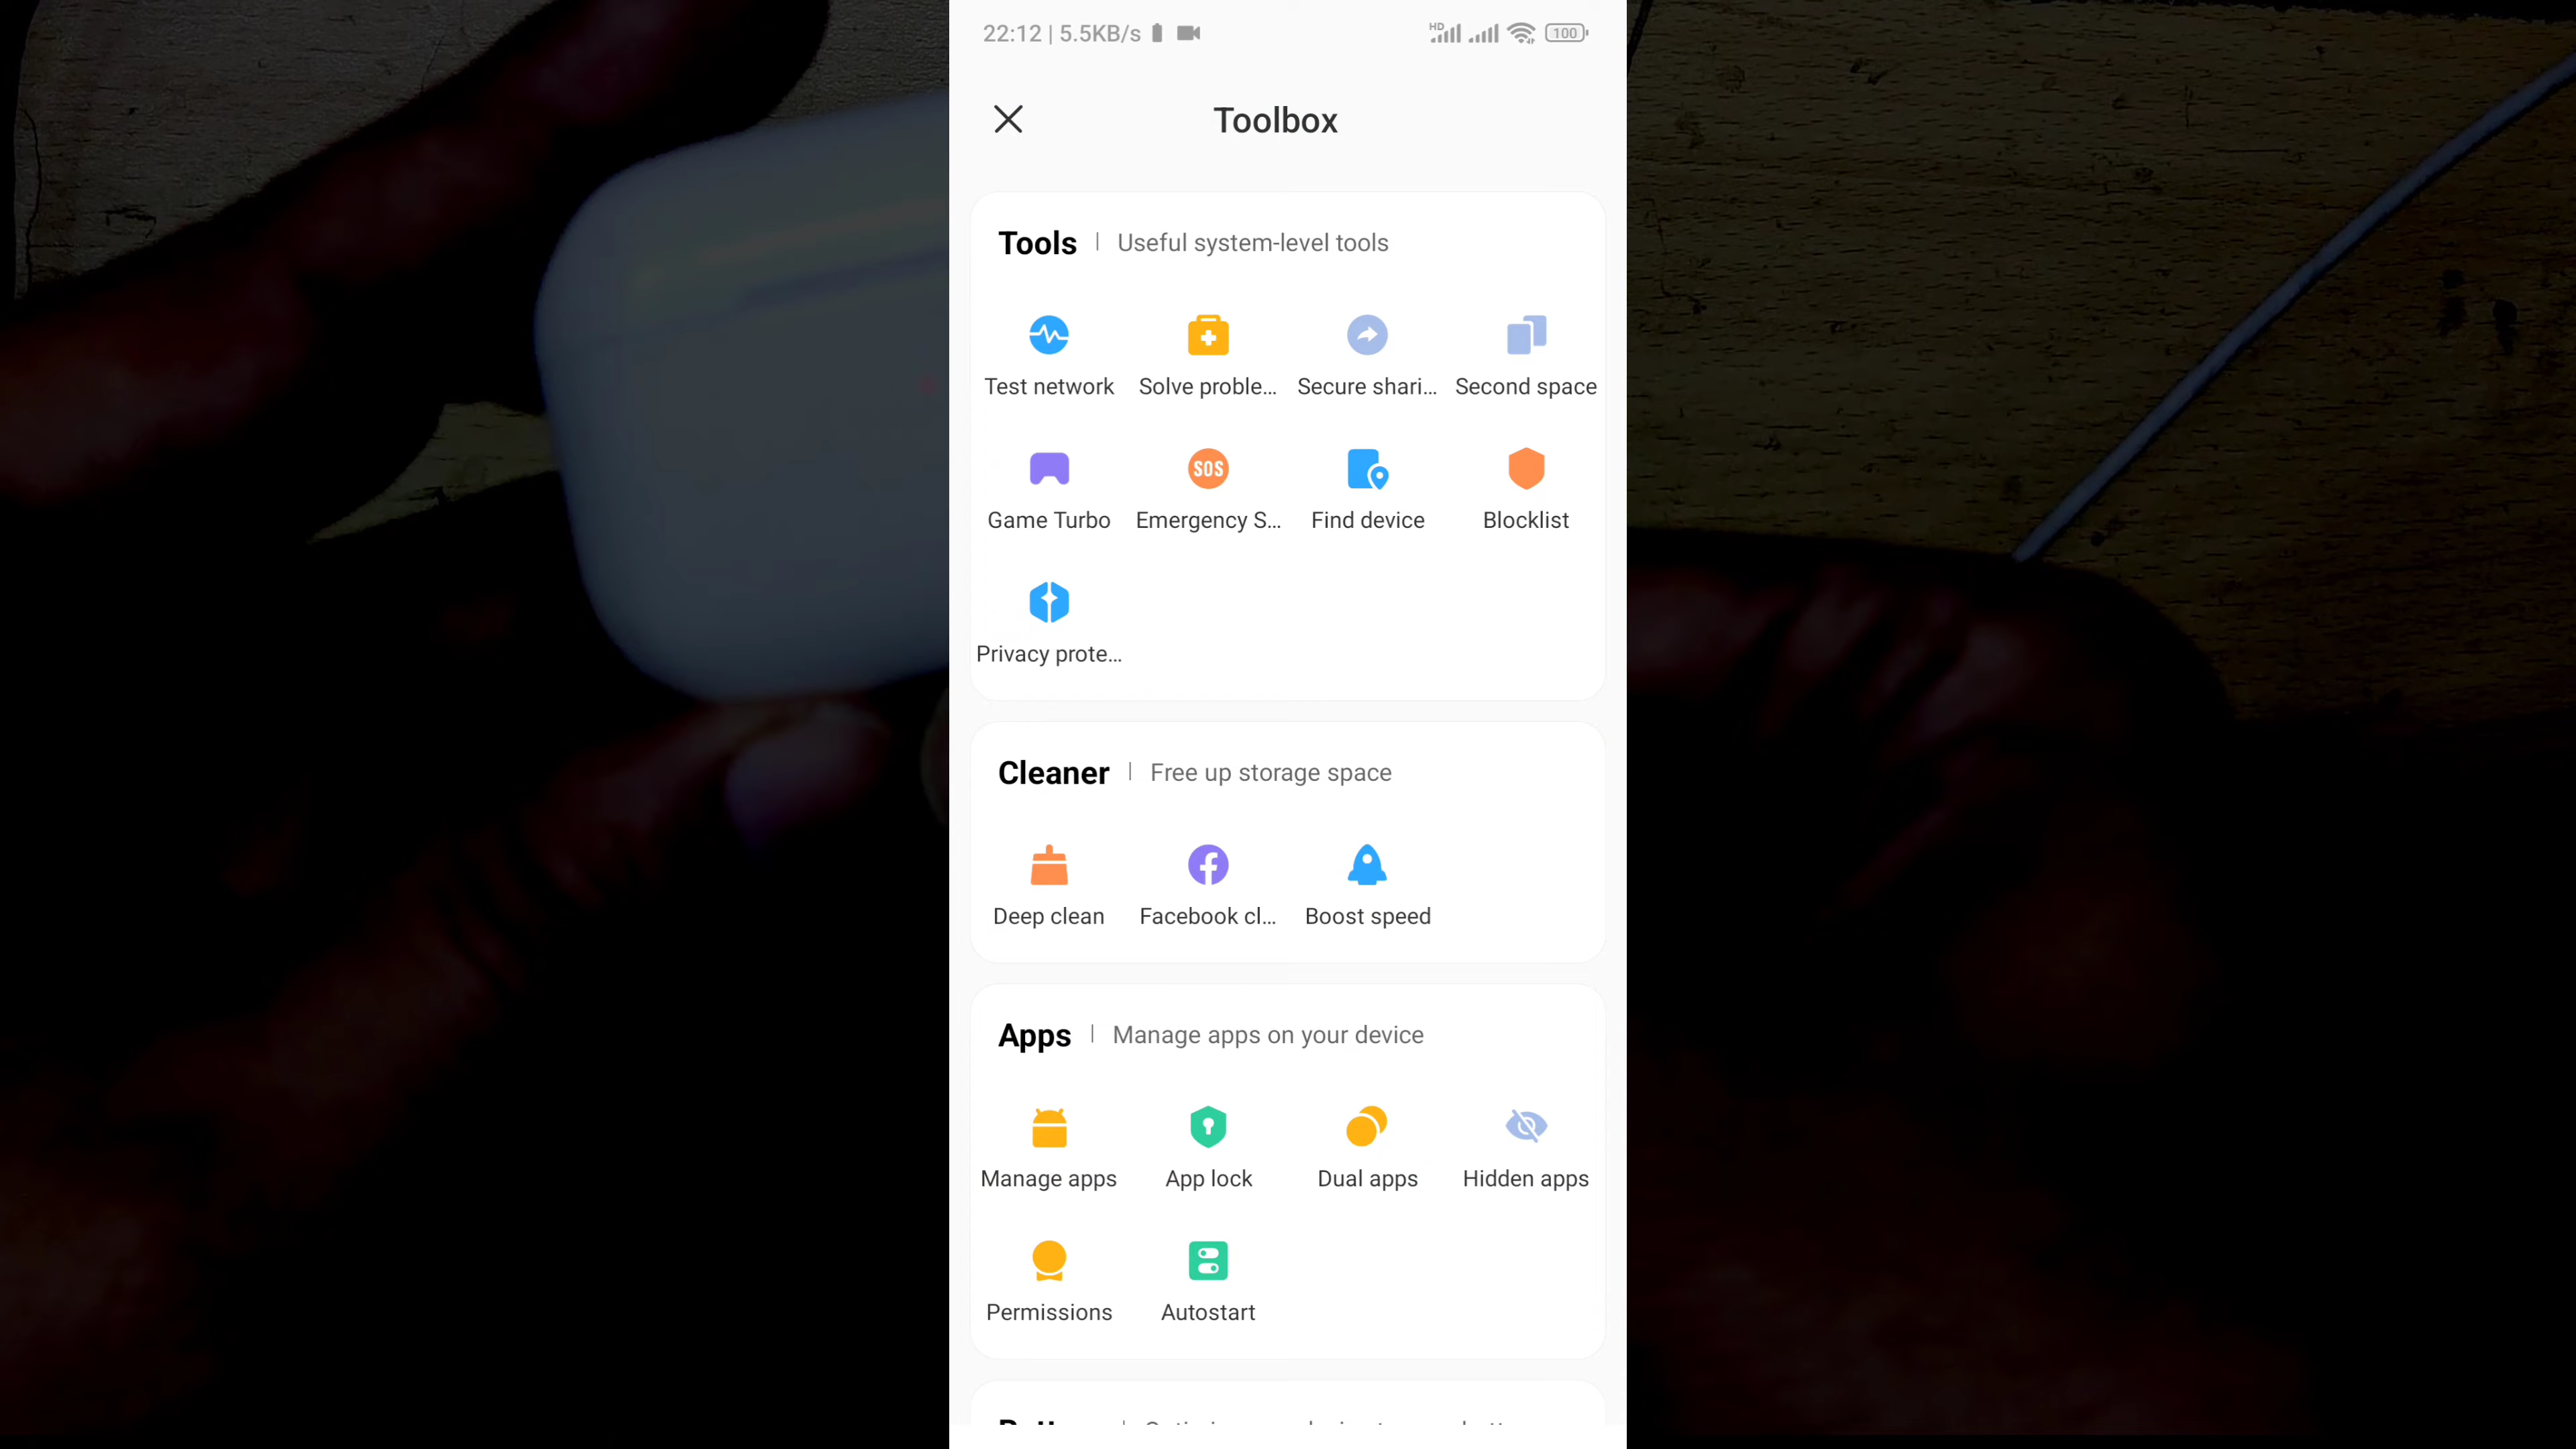 22:12 | 5.5KB/s HD 100
Toolbox
Tools | Useful system-level tools
Test network Solve proble... Secure shari... Second space
SOS
Game Turbo Emergency S... Find device Blocklist
Privacy prote...
Cleaner | Free up storage space
Deep clean Facebook cl... Boost speed
Apps | Manage apps on your device
Manage apps App lock Dual apps Hidden apps
Permissions Autostart